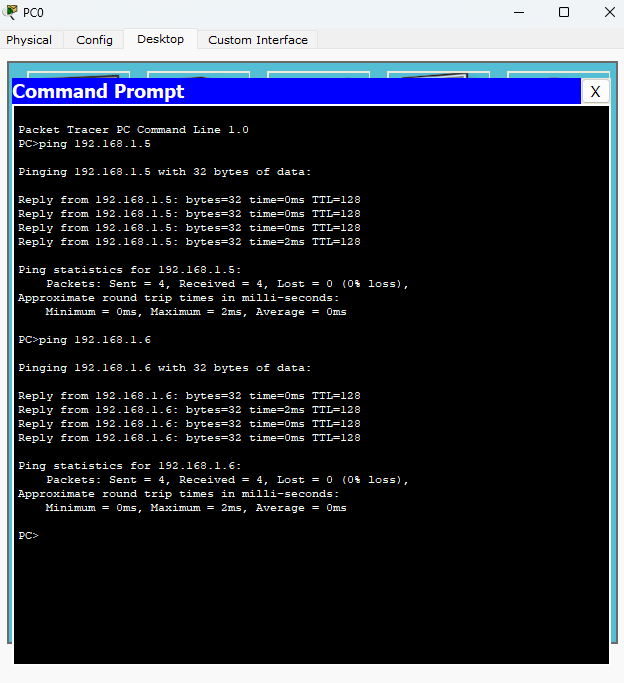 PC0
Physical Config Desktop Custom Interface
Command Prompt X
Packet Tracer PC Command Line 1.0
PC>ping 192.168.1.5
Pinging 192.168.1.5 with 32 bytes of data:
Reply from 192.168.1.5: bytes=32 time=0ms TTL=128
Reply from 192.168.1.5: bytes=32 time=0ms TTL=128
Reply from 192.168.1.5: bytes=32 time=0ms TTL=128
Reply from 192.168.1.5: bytes=32 time=2ms TTL=128
Ping statistics for 192.168.1.5:
    Packets: Sent = 4, Received = 4, Lost = 0 (0% loss),
Approximate round trip times in milli-seconds:
    Minimum = 0ms, Maximum = 2ms, Average = 0ms
PC>ping 192.168.1.6
Pinging 192.168.1.6 with 32 bytes of data:
Reply from 192.168.1.6: bytes=32 time=0ms TTL=128
Reply from 192.168.1.6: bytes=32 time=2ms TTL=128
Reply from 192.168.1.6: bytes=32 time=0ms TTL=128
Reply from 192.168.1.6: bytes=32 time=0ms TTL=128
Ping statistics for 192.168.1.6:
    Packets: Sent = 4, Received = 4, Lost = 0 (0% loss),
Approximate round trip times in milli-seconds:
    Minimum = 0ms, Maximum = 2ms, Average = 0ms
PC>